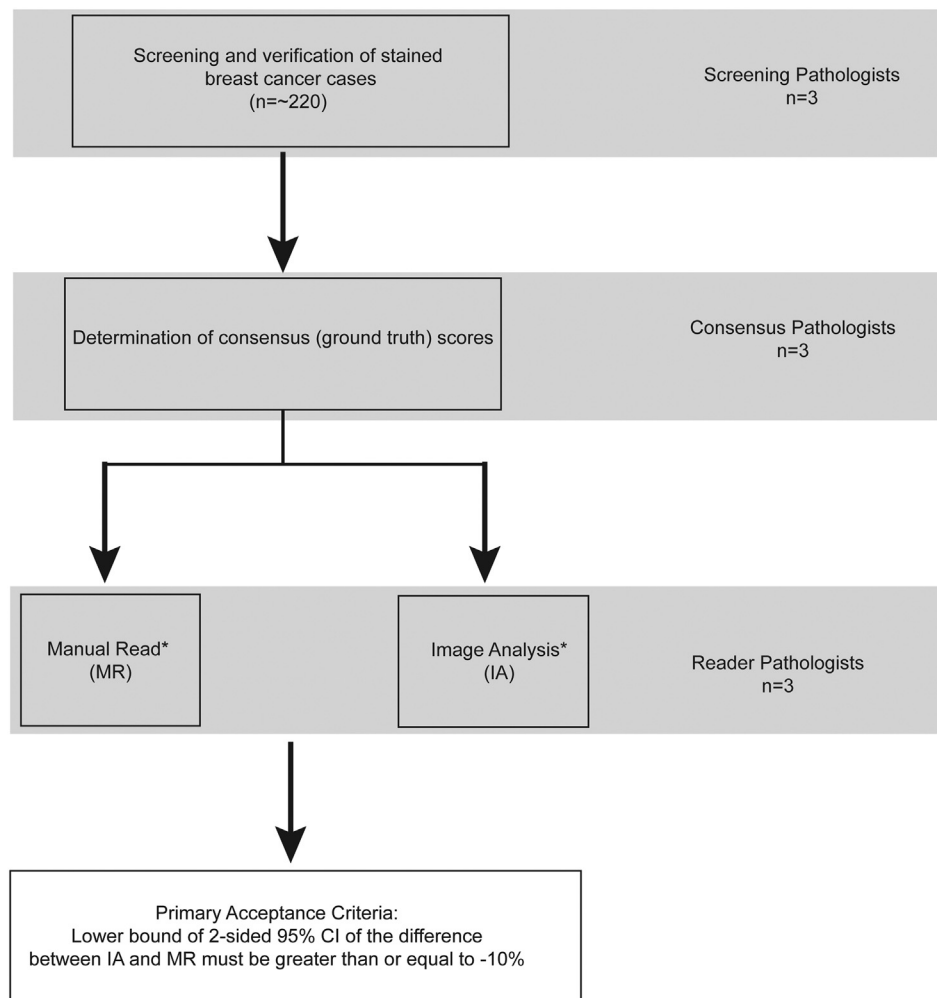 Screening and verification of stained
breast cancer cases
(n=~220)
Screening Pathologists
n=3
Determination of consensus (ground truth) scores
Consensus Pathologists
n=3
Manual Read*
(MR)
Image Analysis*
(IA)
Reader Pathologists
n=3
Primary Acceptance Criteria:
Lower bound of 2-sided 95% CI of the difference
between IA and MR must be greater than or equal to -10%